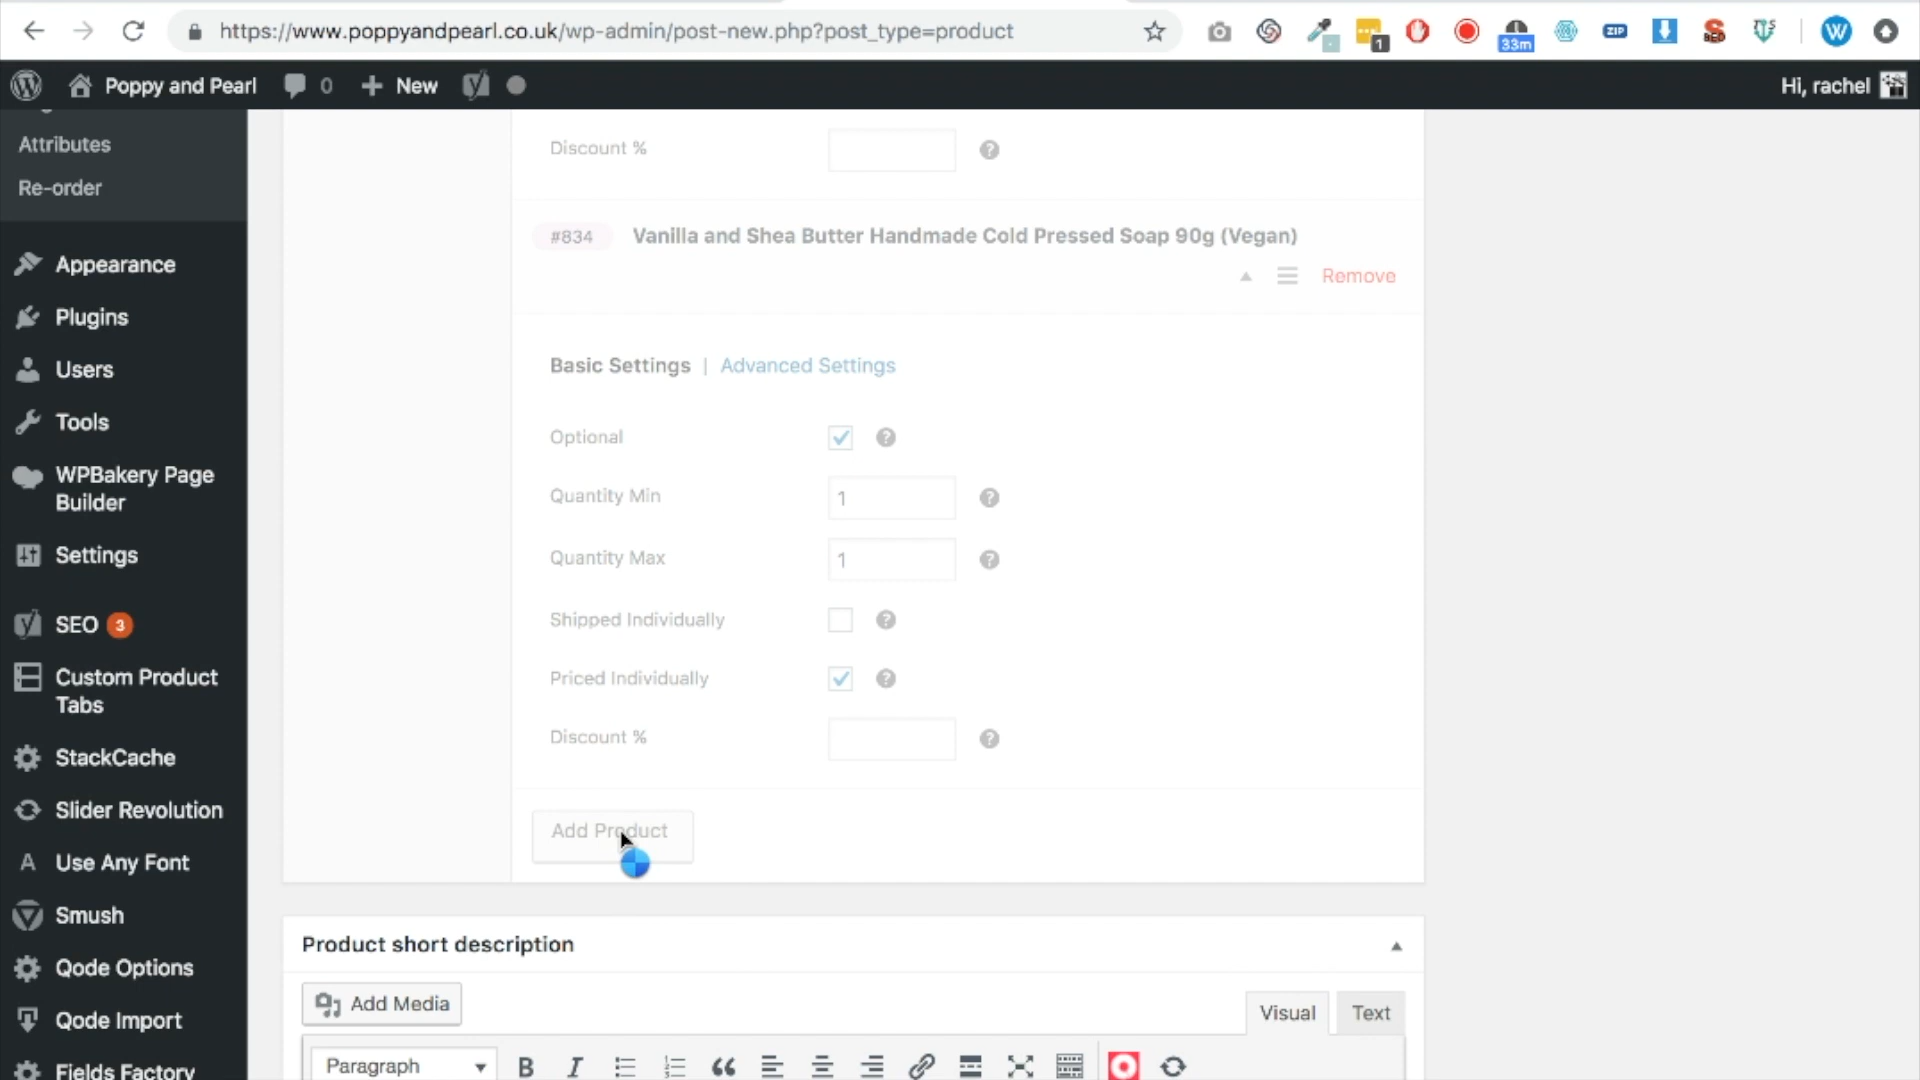 https://www.poppyandpearl.co.uk/wp-admin/post-new.php?post_type=product
1
33m
ZIP
SEO
W
Poppy and Pearl
0
New
Hi, rachel
Attributes
Re-order
Appearance
Plugins
Users
Tools
WPBakery Page
Builder
Settings
SEO 3
Custom Product
Tabs
StackCache
Slider Revolution
Use Any Font
Smush
Qode Options
Qode Import
Fields Factory
Discount %
#834 Vanilla and Shea Butter Handmade Cold Pressed Soap 90g (Vegan)
Remove
Basic Settings | Advanced Settings
Optional
Quantity Min 1
Quantity Max 1
Shipped Individually
Priced Individually
Discount %
Add Product
Product short description
Add Media
Visual Text
Paragraph